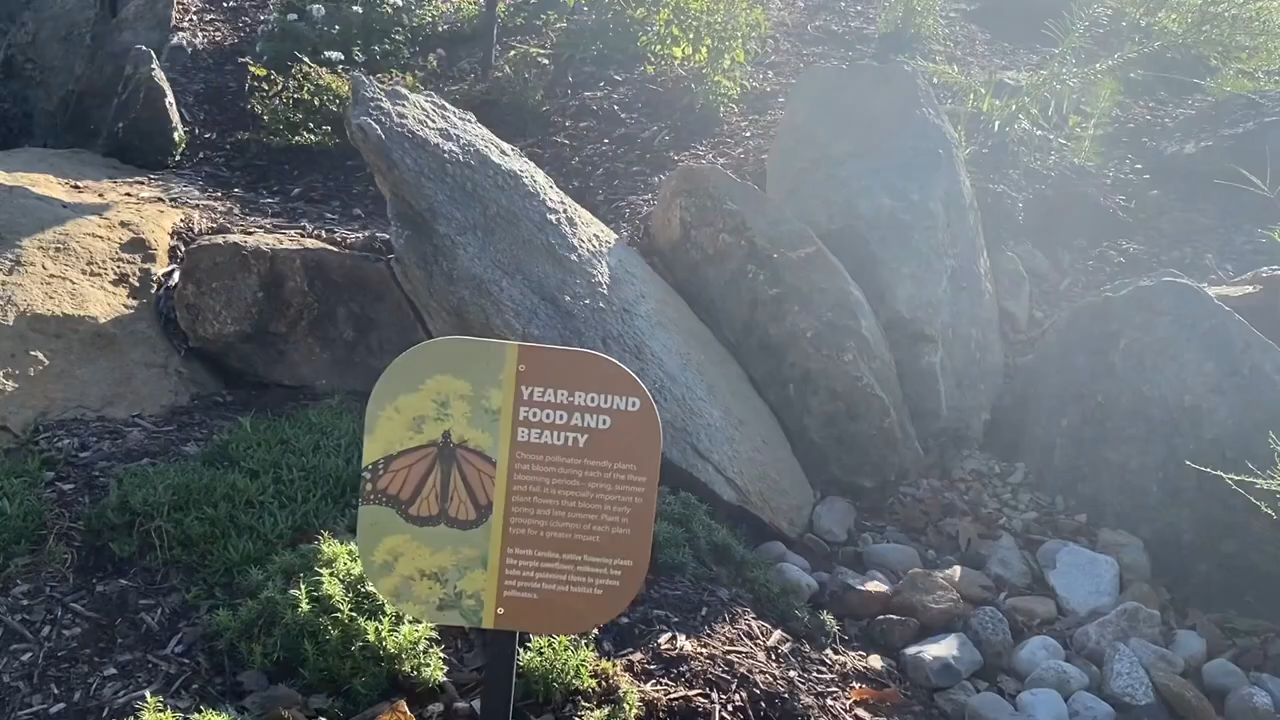 YEAR-ROUND
FOOD AND
BEAUTY
Choose pollinator-friendly plants
that bloom during each of the three
blooming periods – spring, summer
and fall. It is especially important to
plant flowers that bloom in early
spring and late summer. Plant in
groupings (clumps) of each plant
type for a greater impact.
In North Carolina, native flowering plants
like purple coneflower, milkweed, bee
balm and goldenrod thrive in gardens
and provide food and habitat for
pollinators.